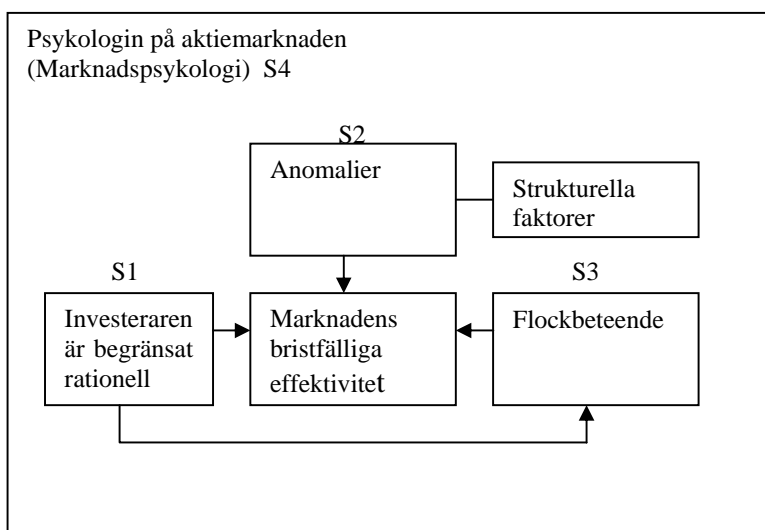 Psykologin på aktiemarknaden
(Marknadspsykologi) S4
S2
Anomalier
Strukturella
faktorer
S1
S3
Investeraren
är begränsat
rationell
Marknadens
bristfälliga
effektivitet
Flockbeteende